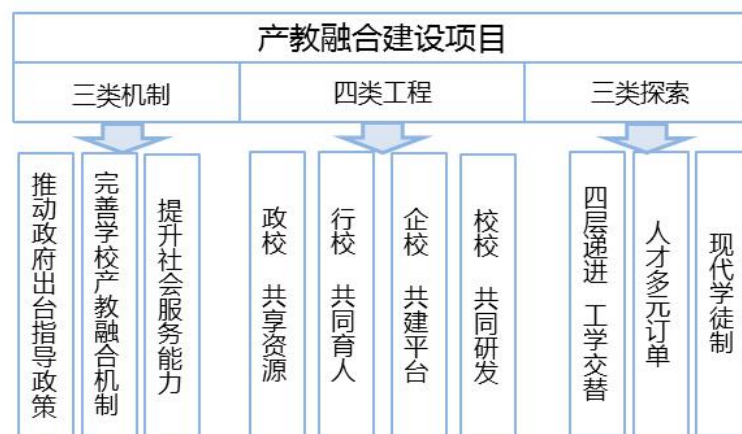 产教融合建设项目
三类机制
四类工程
三类探索
推动政府出台指导政策
完善学校产教融合机制
提升社会服务能力
政校 共享资源
行校 共同育人
企校 共建平台
校校 共同研发
四层递进 工学交替
人才多元订单
现代学徒制